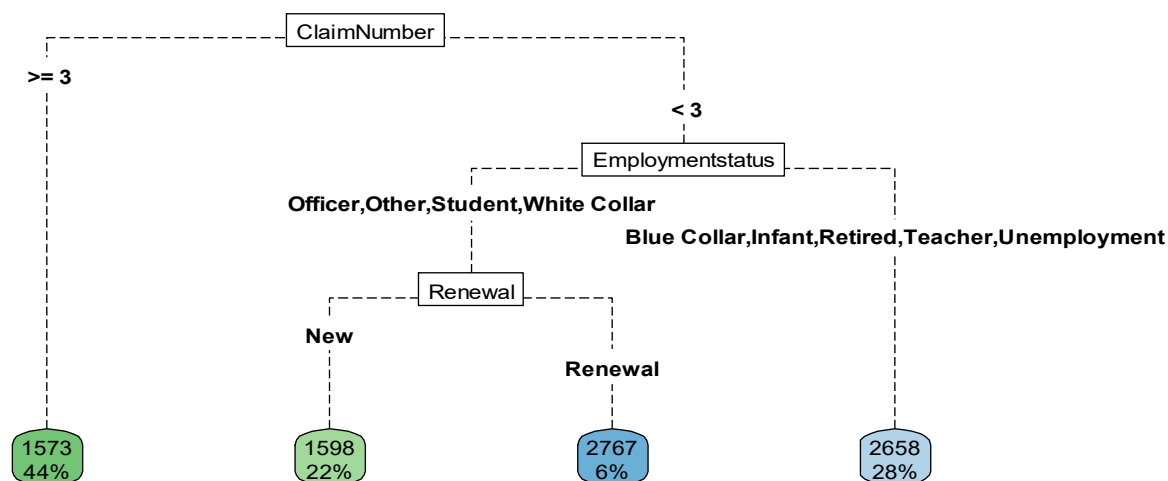 ClaimNumber
>= 3
< 3
Employmentstatus
Officer,Other,Student,White Collar
Blue Collar,Infant,Retired,Teacher,Unemployment
Renewal
New
Renewal
1573
44%
1598
22%
2767
6%
2658
28%